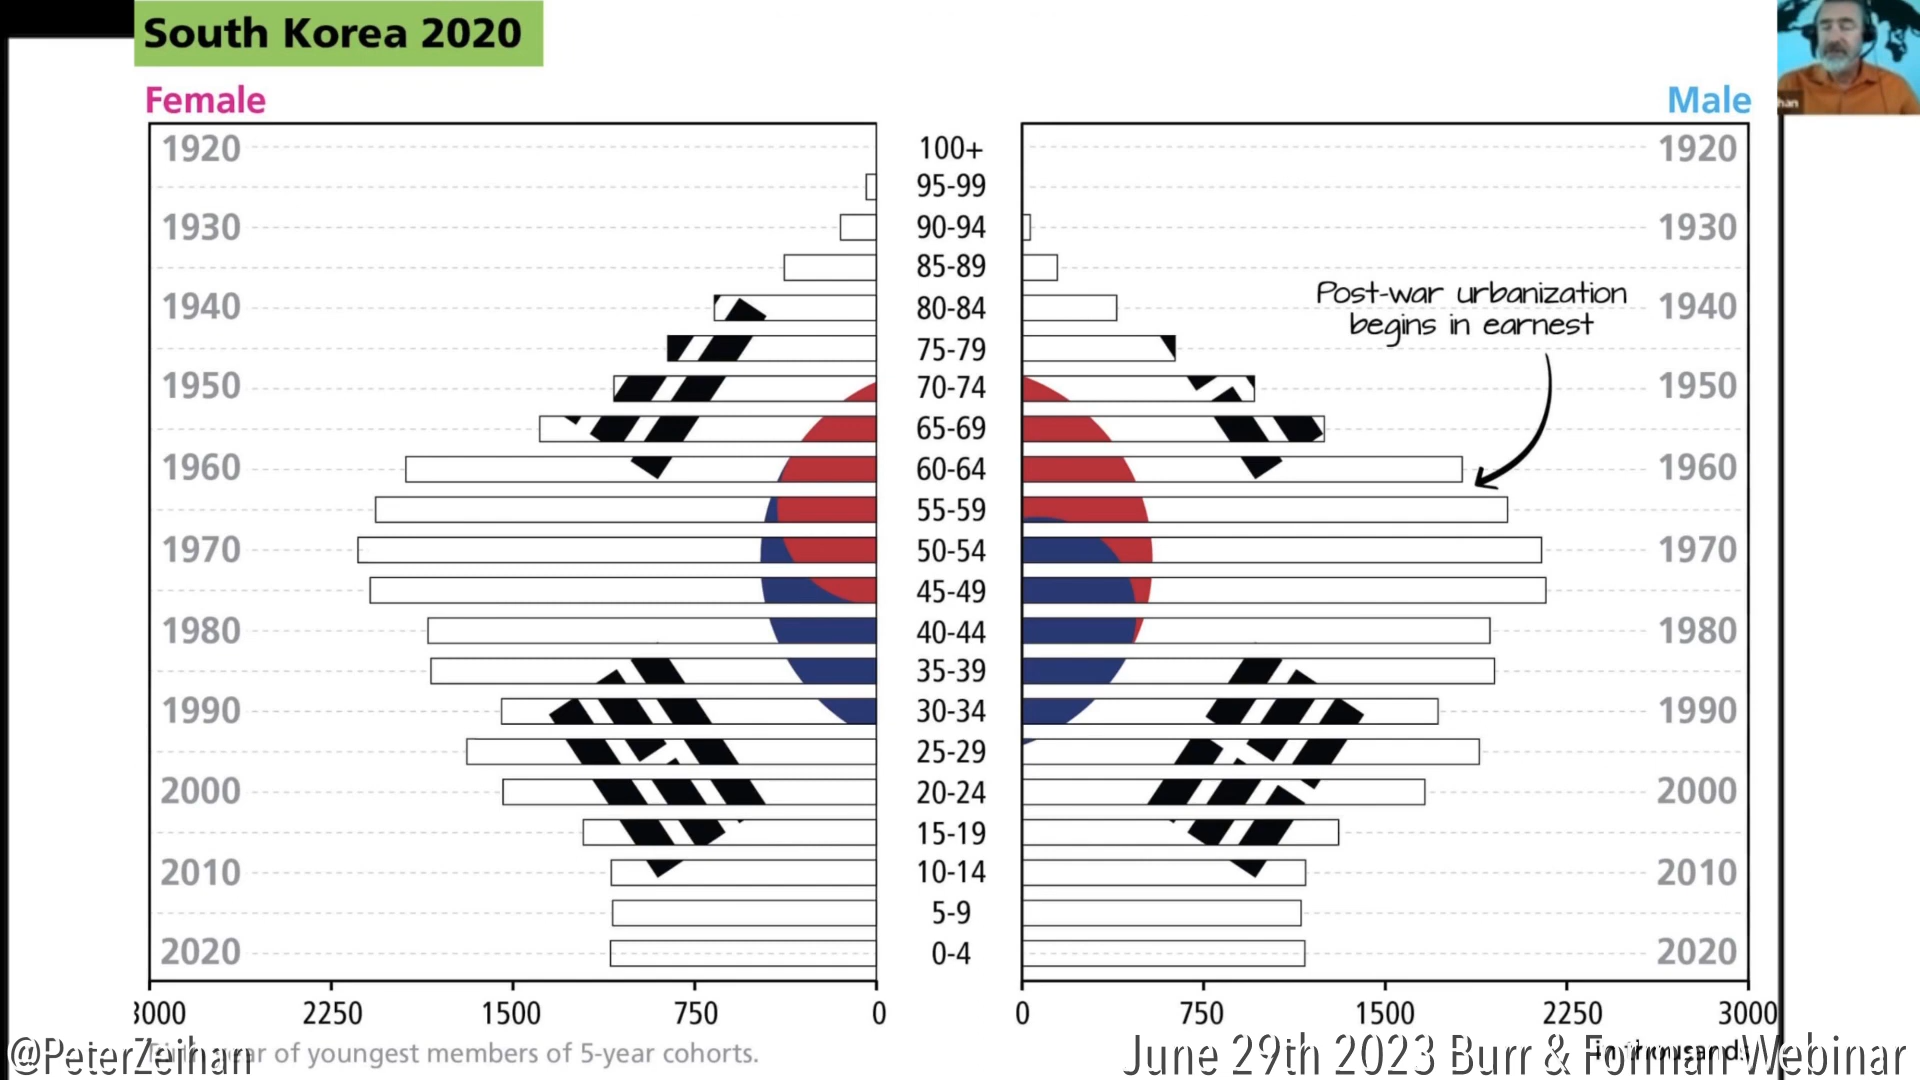 South Korea 2020
Female
Male
han
1920 100+ 1920
95-99
1930 90-94 1930
85-89
1940 80-84 1940
Post-war urbanization
begins in earnest
75-79
1950 70-74 1950
65-69
1960 60-64 1960
55-59
1970 50-54 1970
45-49
1980 40-44 1980
35-39
1990 30-34 1990
25-29
2000 20-24 2000
15-19
2010 10-14 2010
5-9
2020 0-4 2020
3000 2250 1500 750 0 0 750 1500 2250 3000
year of youngest members of 5-year cohorts.
in thousands
@PeterZeihan
June 29th 2023 Burr & Forman Webinar